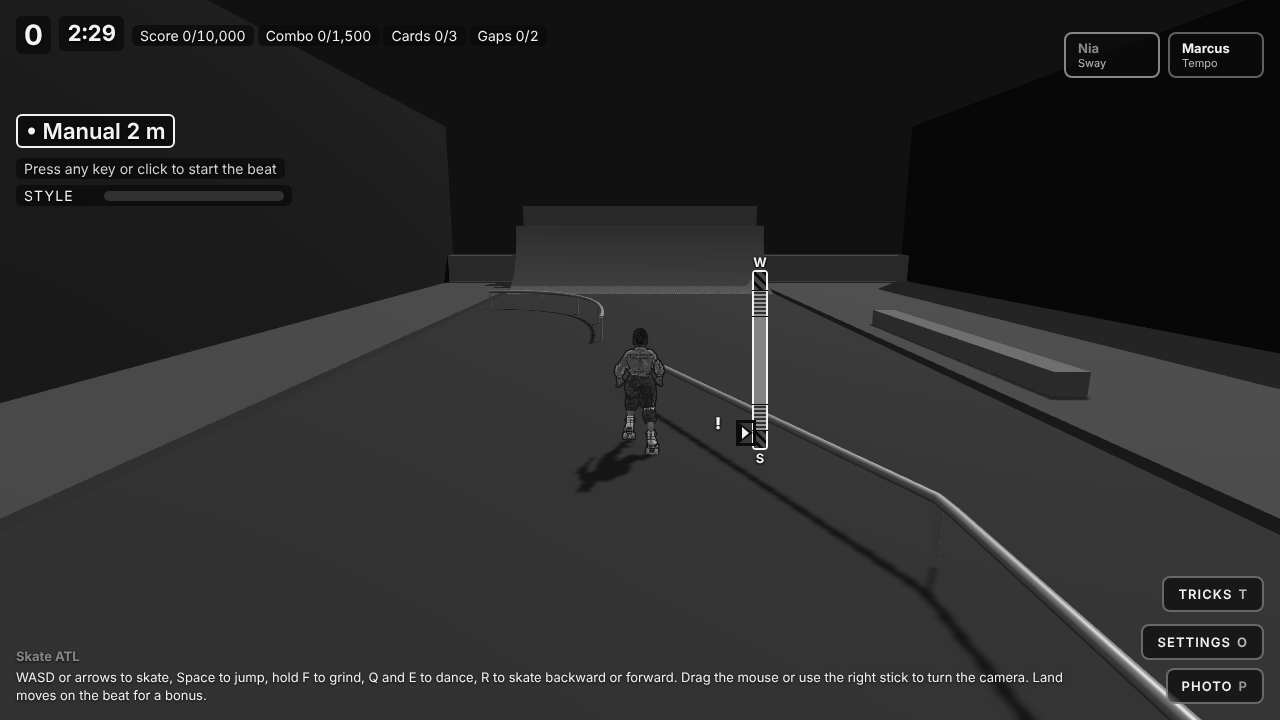 0
2:29
Score 0/10,000
Combo 0/1,500
Cards 0/3
Gaps 0/2
Nia
Sway
Marcus
Tempo
• Manual 2 m
Press any key or click to start the beat
STYLE
W
!
S
TRICKS T
SETTINGS O
PHOTO P
Skate ATL
WASD or arrows to skate, Space to jump, hold F to grind, Q and E to dance, R to skate backward or forward. Drag the mouse or use the right stick to turn the camera. Land
moves on the beat for a bonus.